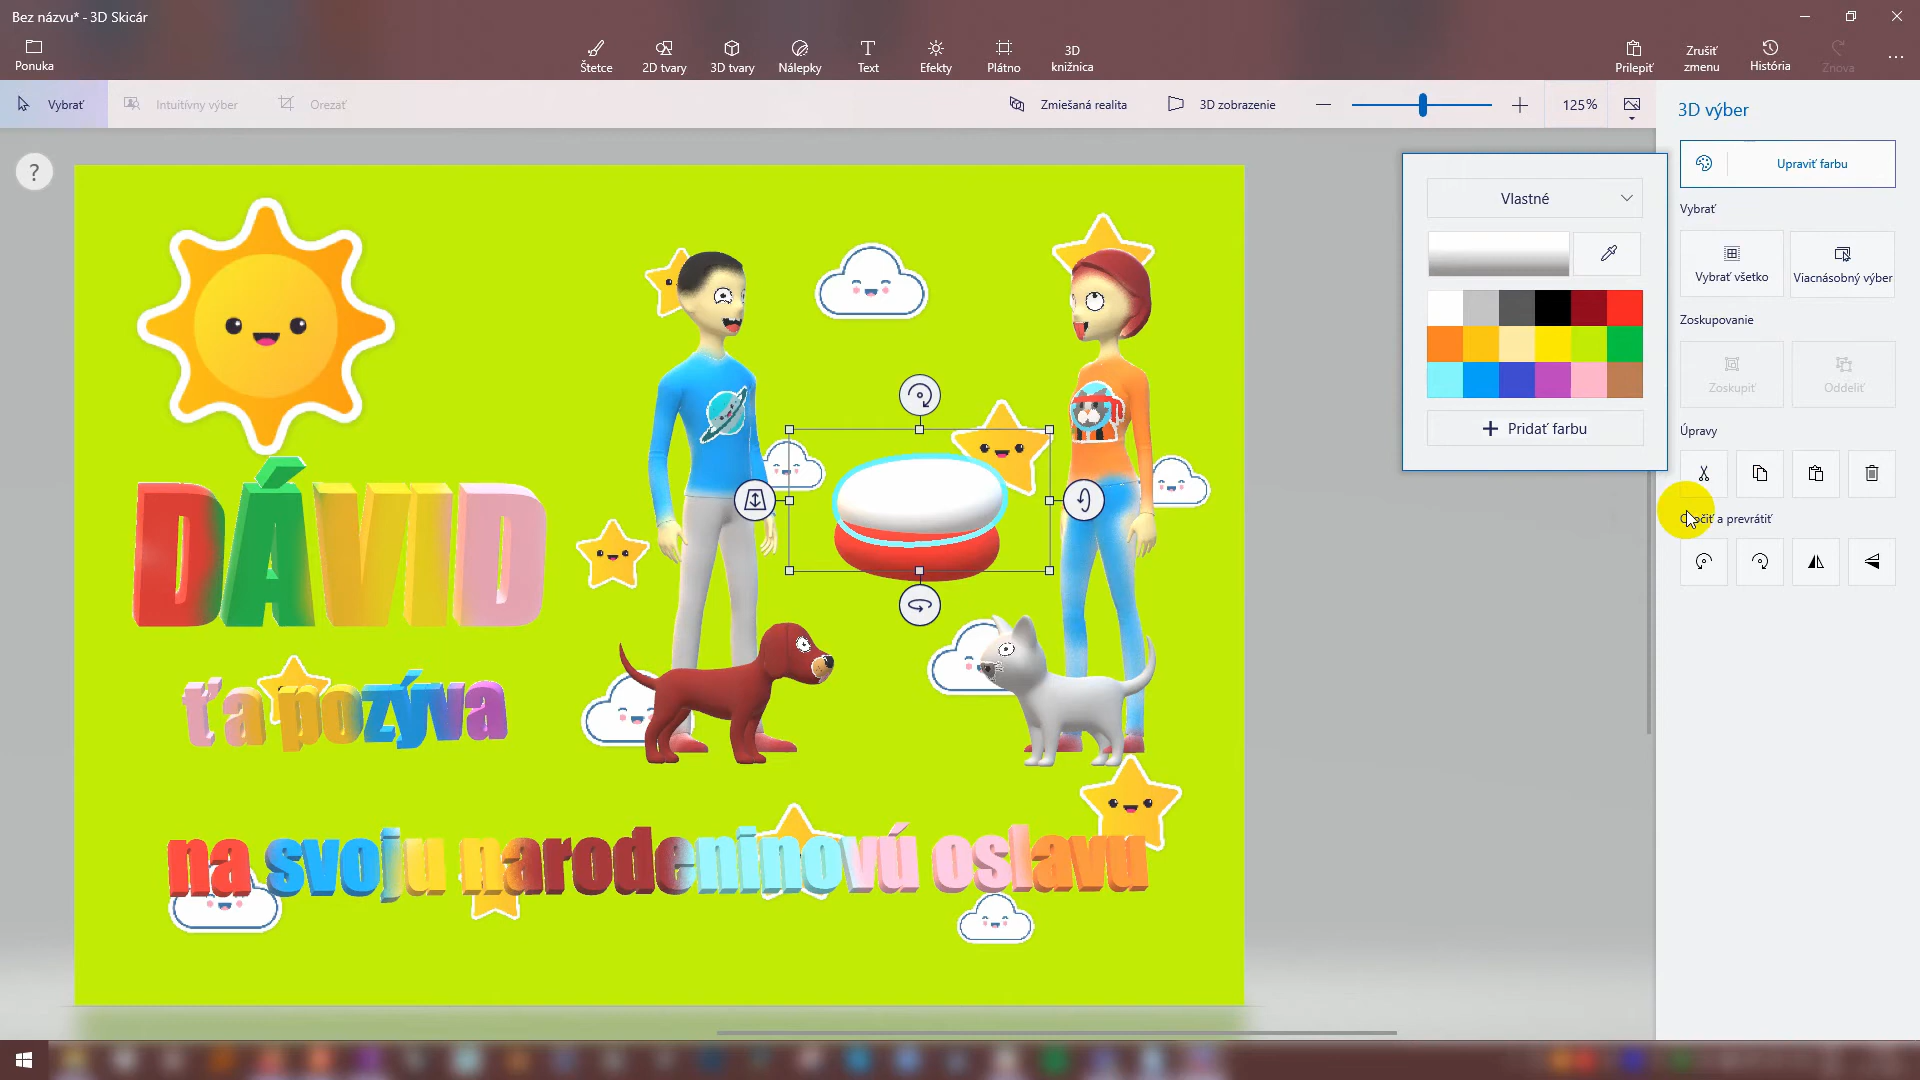 Bez názvu* - 3D Skicár
Ponuka
Štetce
2D tvary
3D tvary
Nálepky
Text
Efekty
Plátno
3D knižnica
Prilepiť
Zrušiť zmenu
História
Znova
Vybrať
Intuitívny výber
Orezať
Zmiešaná realita
3D zobrazenie
125%
?
3D výber
Upraviť farbu
Vybrať
Vybrať všetko
Viacnásobný výber
Zoskupovanie
Zoskupiť
Oddeliť
Úpravy
a prevrátiť
Vlastné
Pridať farbu
DÁVID
ťa pozýva
na svoju narodeninovú oslavu